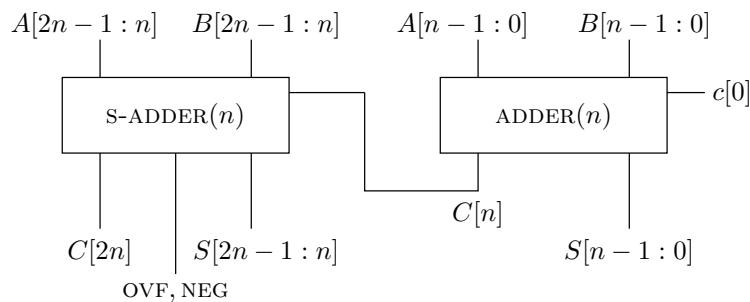 A[2n − 1 : n] B[2n − 1 : n] A[n − 1 : 0] B[n − 1 : 0]
c[0]
S-ADDER(n) ADDER(n)
C[n]
C[2n] S[2n − 1 : n] S[n − 1 : 0]
OVF, NEG